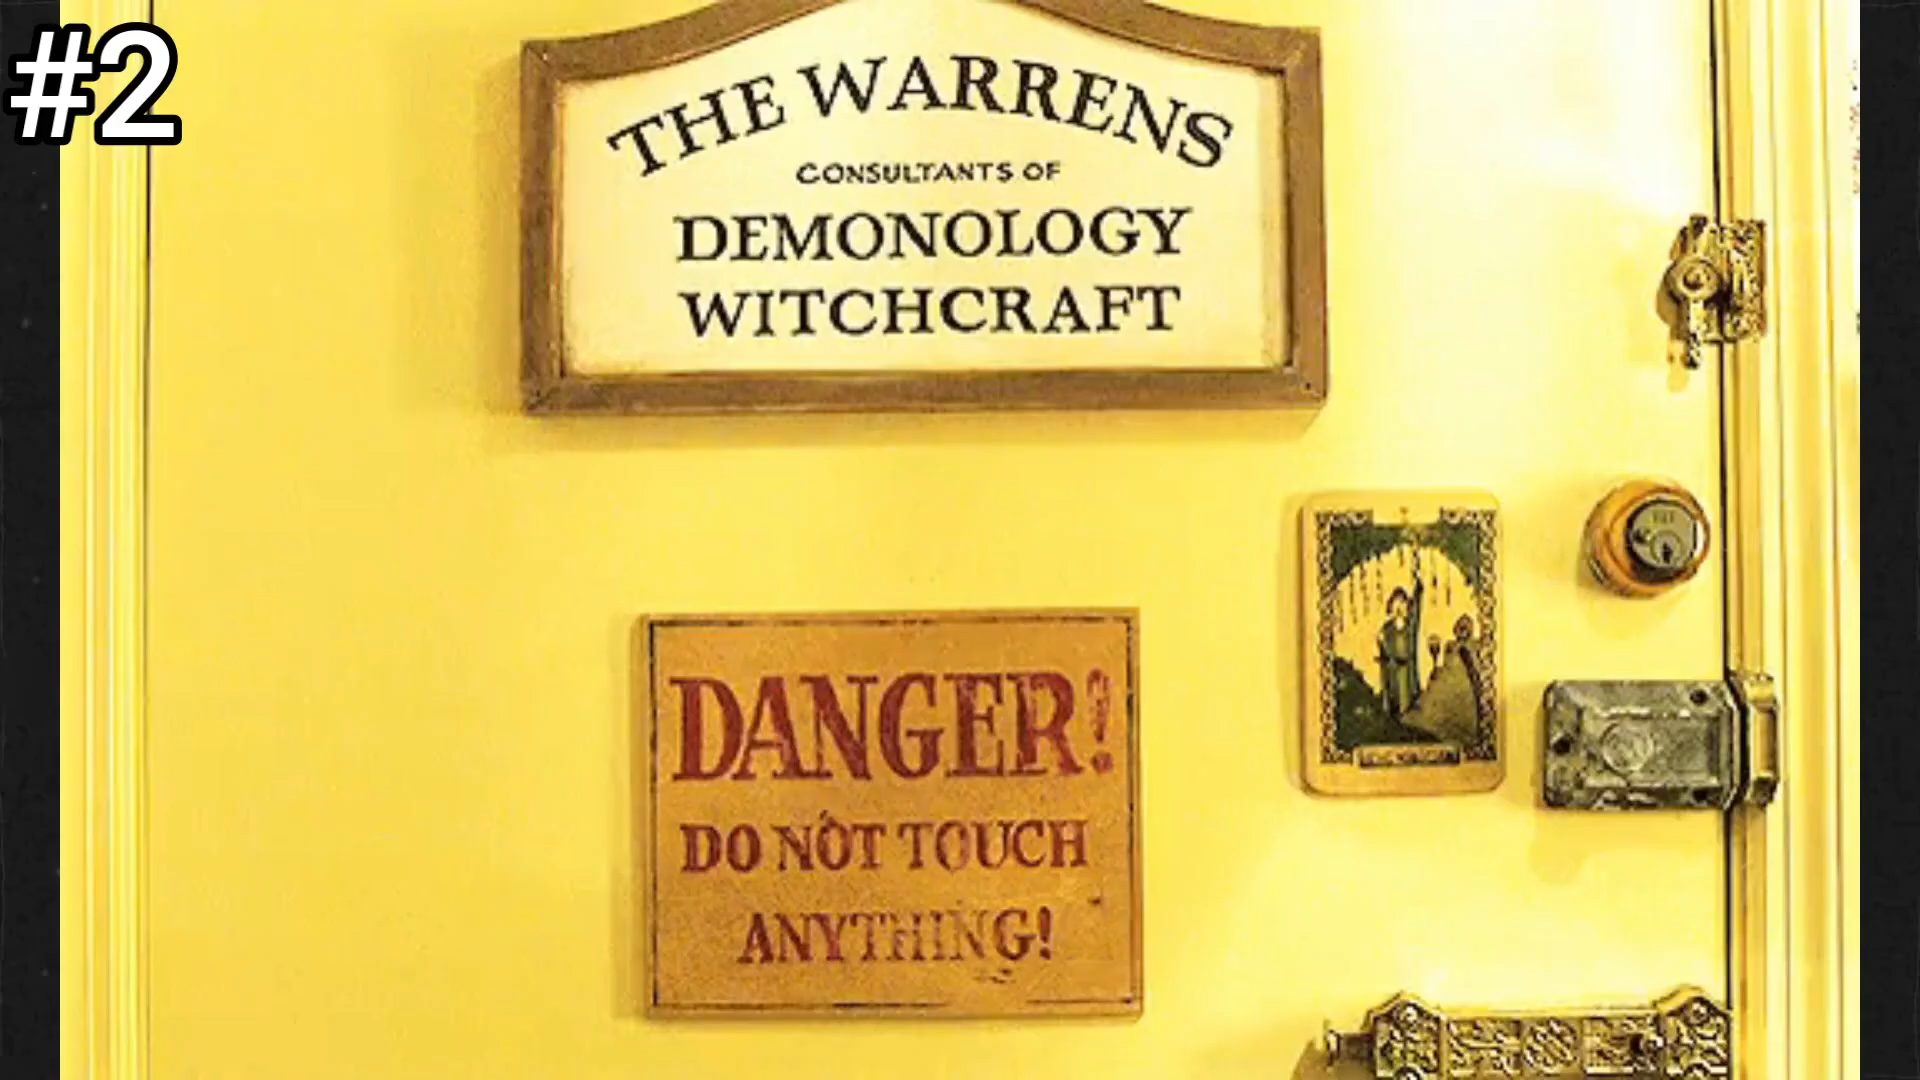 #2
THE WARRENS
CONSULTANTS OF
DEMONOLOGY
WITCHCRAFT
DANGER!
DO NOT TOUCH
ANYTHING!